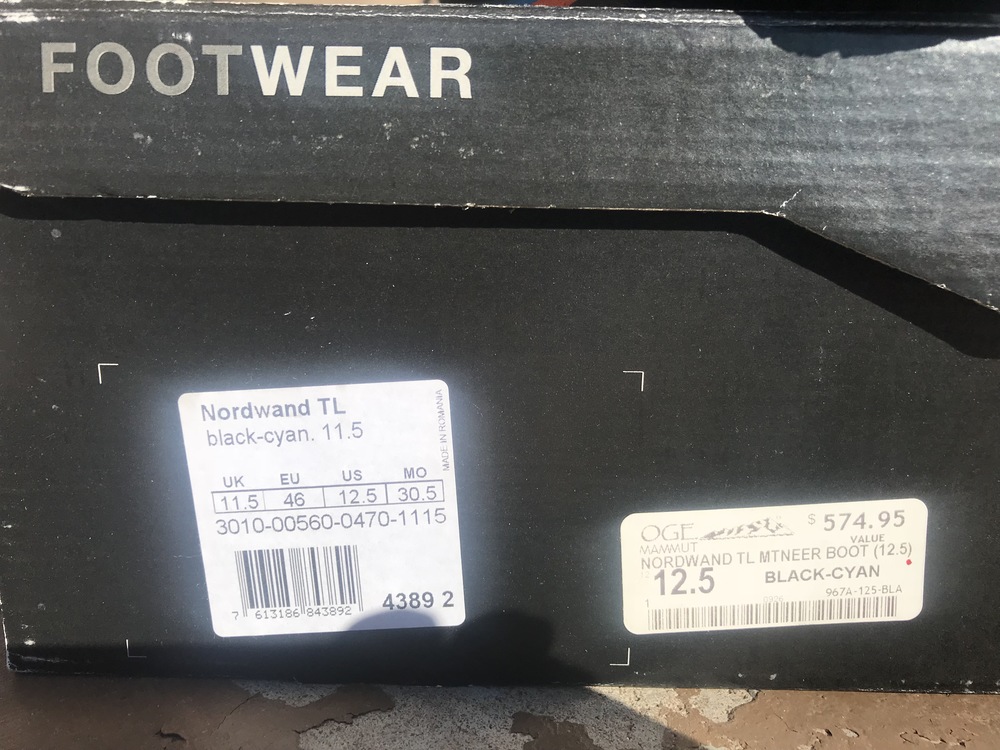 FOOTWEAR
Nordwand TL
black-cyan. 11.5
MADE IN ROMANIA
UK EU US MO
11.5 46 12.5 30.5
3010-00560-0470-1115
7 613186 843892
4389 2
OGE
$ 574.95
VALUE
MAMMUT
NORDWAND TL MTNEER BOOT (12.5)
12.5 BLACK-CYAN
967A-125-BLA
1